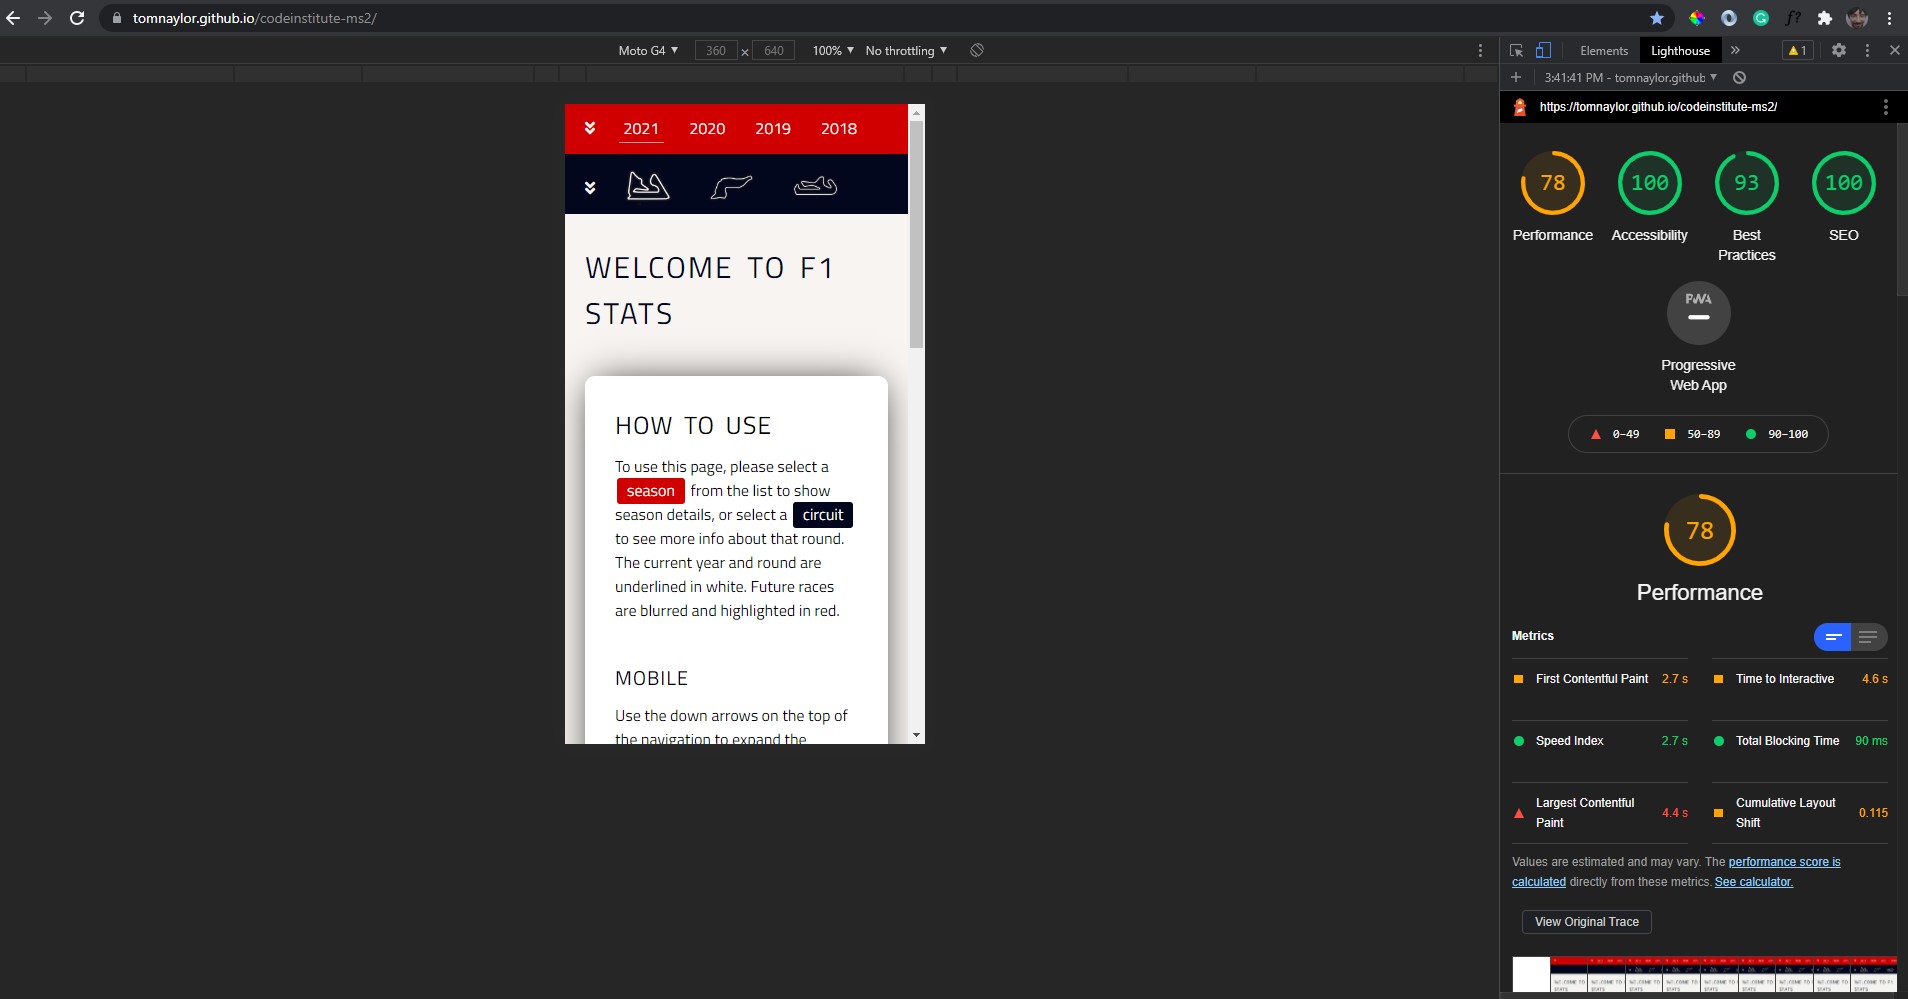 tomnaylor.github.io/codeinstitute-ms2/
f?
Moto G4 ▼ 360 × 640 100% ▼ No throttling ▼
Elements Lighthouse » 1
3:41:41 PM - tomnaylor.github ▼
https://tomnaylor.github.io/codeinstitute-ms2/
2021 2020 2019 2018
WELCOME TO F1
STATS
HOW TO USE
To use this page, please select a
season from the list to show
season details, or select a circuit
to see more info about that round.
The current year and round are
underlined in white. Future races
are blurred and highlighted in red.
MOBILE
Use the down arrows on the top of
the navigation to expand the
78 100 93 100
Performance Accessibility Best SEO
Practices
PWA
Progressive
Web App
0–49 50–89 90–100
78
Performance
Metrics
First Contentful Paint 2.7 s Time to Interactive 4.6 s
Speed Index 2.7 s Total Blocking Time 90 ms
Largest Contentful Cumulative Layout
Paint 4.4 s Shift 0.115
Values are estimated and may vary. The performance score is
calculated directly from these metrics. See calculator.
View Original Trace